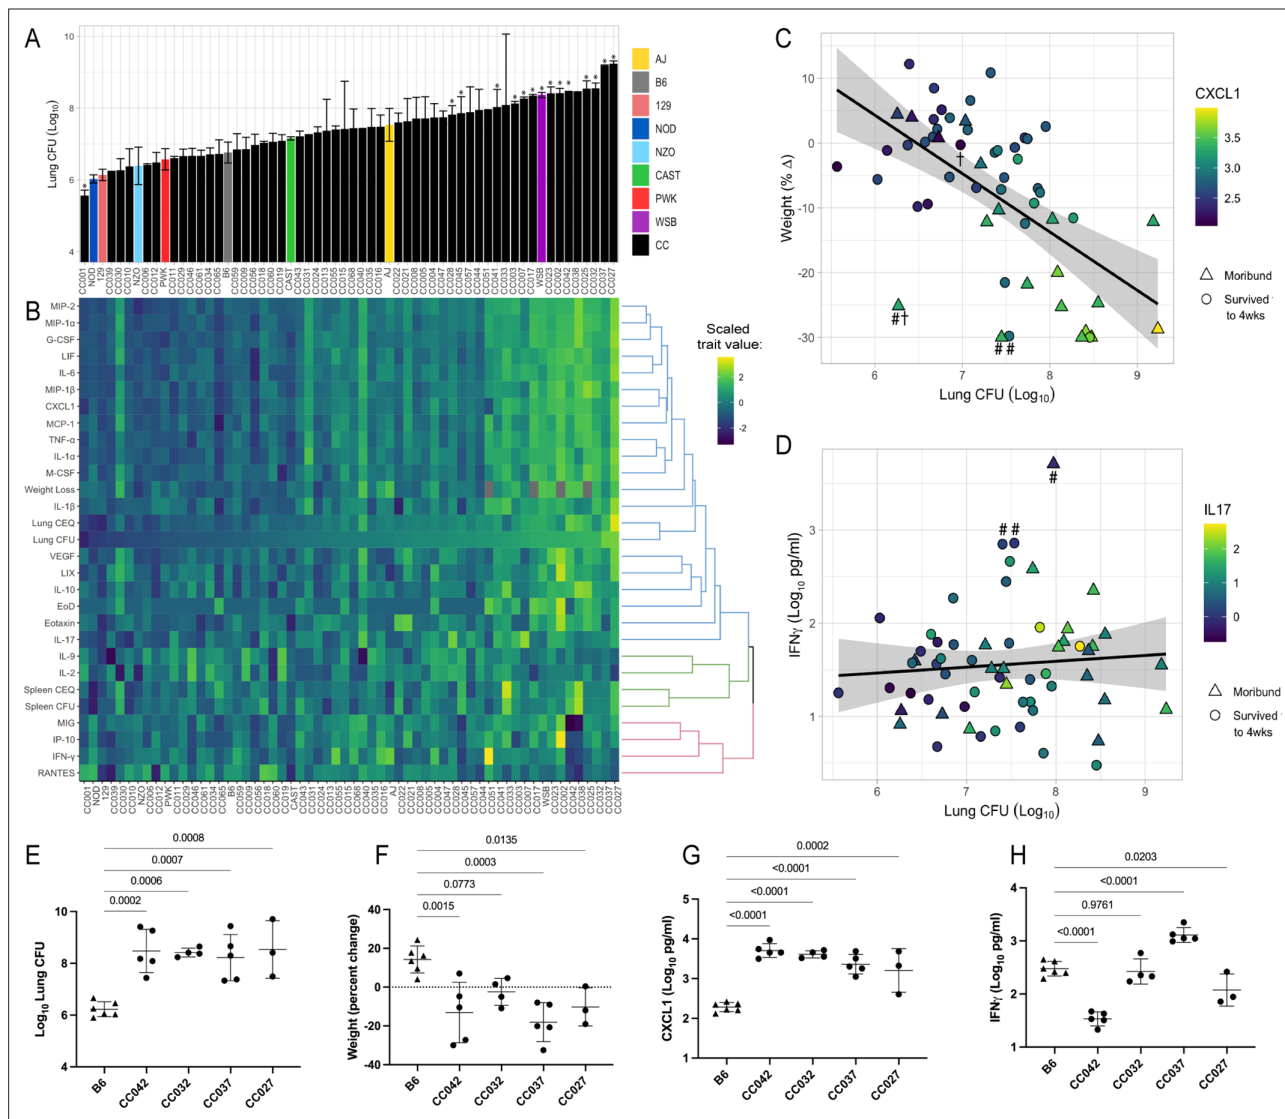 A
10
8
6
4
Lung CFU (Log10)
CC001 NOD 129 CC039 CC030 CC010 NZO CC006 CC012 PWK CC011 CC029 CC046 CC061 CC034 CC065 B6 CC059 CC009 CC056 CC018 CC060 CC019 CAST CC043 CC031 CC024 CC013 CC055 CC015 CC068 CC040 CC035 CC016 AJ CC022 CC021 CC008 CC005 CC004 CC047 CC028 CC045 CC057 CC044 CC051 CC041 CC033 CC003 CC007 CC017 WSB CC023 CC002 CC042 CC038 CC025 CC032 CC037 CC027
AJ
B6
129
NOD
NZO
CAST
PWK
WSB
CC
B
MIP-2
MIP-1α
G-CSF
LIF
IL-6
MIP-1β
CXCL1
MCP-1
TNF-α
IL-1α
M-CSF
Weight Loss
IL-1β
Lung CEQ
Lung CFU
VEGF
LIX
IL-10
EoD
Eotaxin
IL-17
IL-9
IL-2
Spleen CEQ
Spleen CFU
MIG
IP-10
IFN-γ
RANTES
Scaled
trait value:
2
0
-2
C
10
0
-10
-20
-30
Weight (% Δ)
†
#†
# #
6 7 8 9
Lung CFU (Log10)
CXCL1
3.5
3.0
2.5
Moribund
Survived
to 4wks
D
3
2
1
IFNγ (Log10 pg/ml)
#
# #
6 7 8 9
Lung CFU (Log10)
IL17
2
1
0
Moribund
Survived
to 4wks
E
0.0008
0.0007
0.0006
0.0002
10
8
6
4
Log10 Lung CFU
B6 CC042 CC032 CC037 CC027
F
0.0135
0.0003
0.0773
0.0015
40
20
0
-20
-40
Weight (percent change)
B6 CC042 CC032 CC037 CC027
G
0.0002
<0.0001
<0.0001
<0.0001
5
4
3
2
1
CXCL1 (Log10 pg/ml)
B6 CC042 CC032 CC037 CC027
H
0.0203
<0.0001
0.9761
<0.0001
4
3
2
1
IFNγ (Log10 pg/ml)
B6 CC042 CC032 CC037 CC027